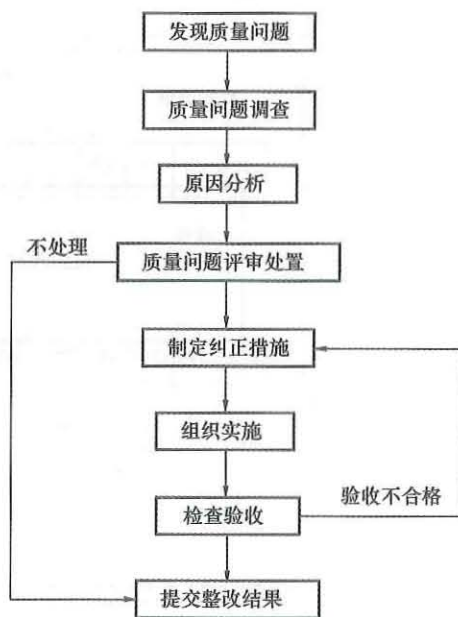 发现质量问题
质量问题调查
原因分析
不处理
质量问题评审处置
制定纠正措施
组织实施
验收不合格
检查验收
提交整改结果